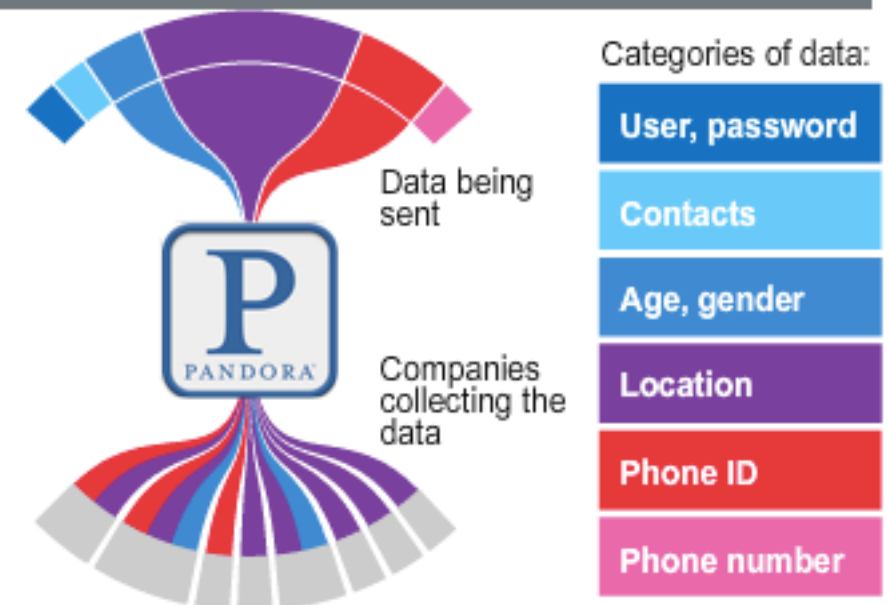 Categories of data:
User, password
Contacts
Age, gender
Location
Phone ID
Phone number
Data being
sent
P
PANDORA
Companies
collecting the
data